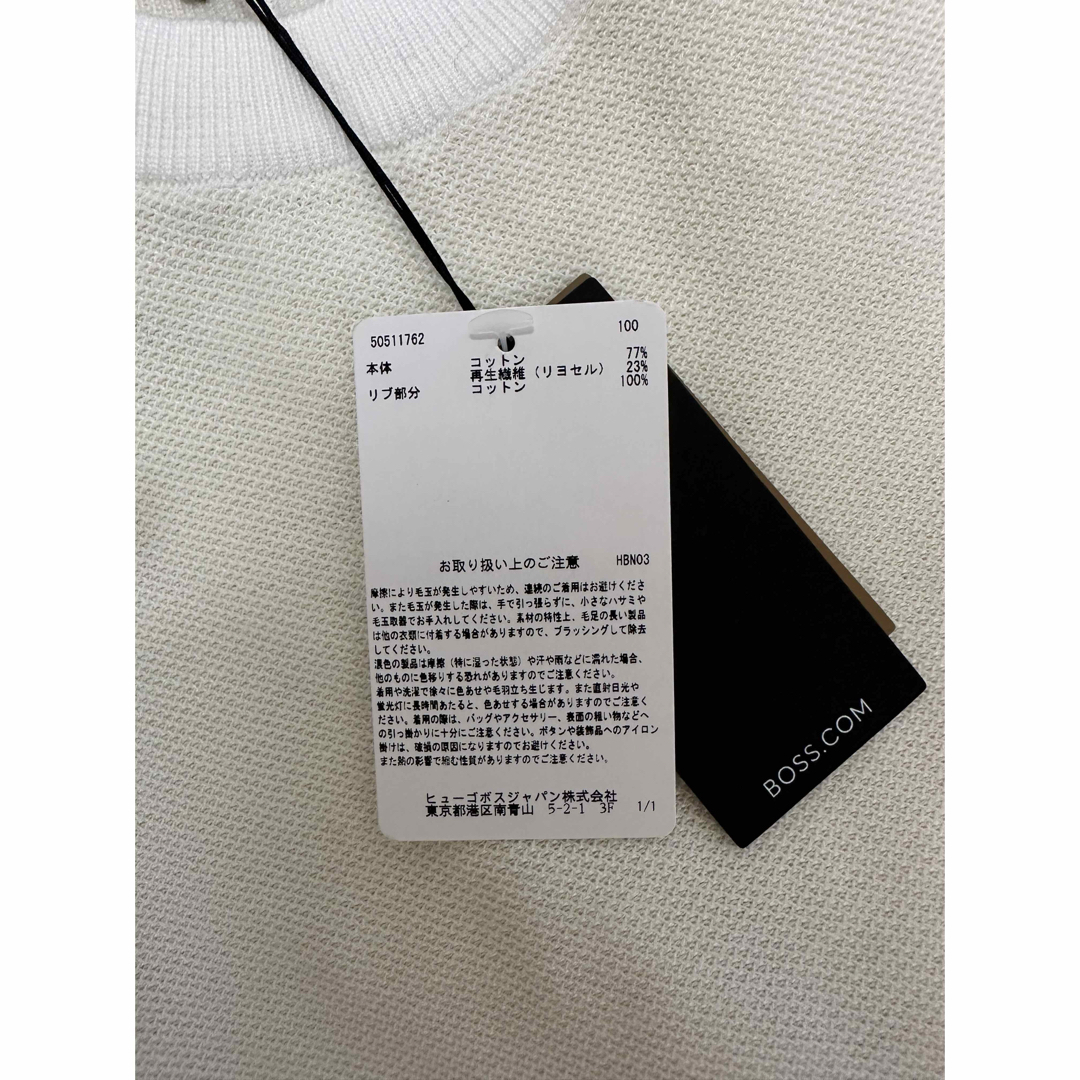 50511762 100
本体 コットン 77%
再生繊維（リヨセル） 23%
リブ部分 コットン 100%
お取り扱い上のご注意 HBN03
摩擦により毛玉が発生しやすいため、連続のご着用はお避けくださ
い。また毛玉が発生した際は、手で引っ張らずに、小さなハサミや
毛玉取器でお手入れしてください。素材の特性上、毛足の長い製品
は他の衣類に付着する場合がありますので、ブラッシングして除去
してください。
濃色の製品は摩擦（特に湿った状態）や汗や雨などに濡れた場合、
他のものに色移りする恐れがありますのでご注意ください。
着用や洗濯で徐々に色あせや毛羽立ち生じます。また直射日光や
蛍光灯に長時間あたると、色あせする場合がありますのでご注意く
ださい。着用の際は、バッグやアクセサリー、表面の粗い物などへ
の引っ掛かりに十分にご注意ください。ボタンや装飾品へのアイロン
掛けは、破損の原因になりますのでお避けください。
また熱の影響で縮む性質がありますのでご注意ください。
ヒューゴボスジャパン株式会社
東京都港区南青山 5-2-1 3F 1/1
BOSS.COM